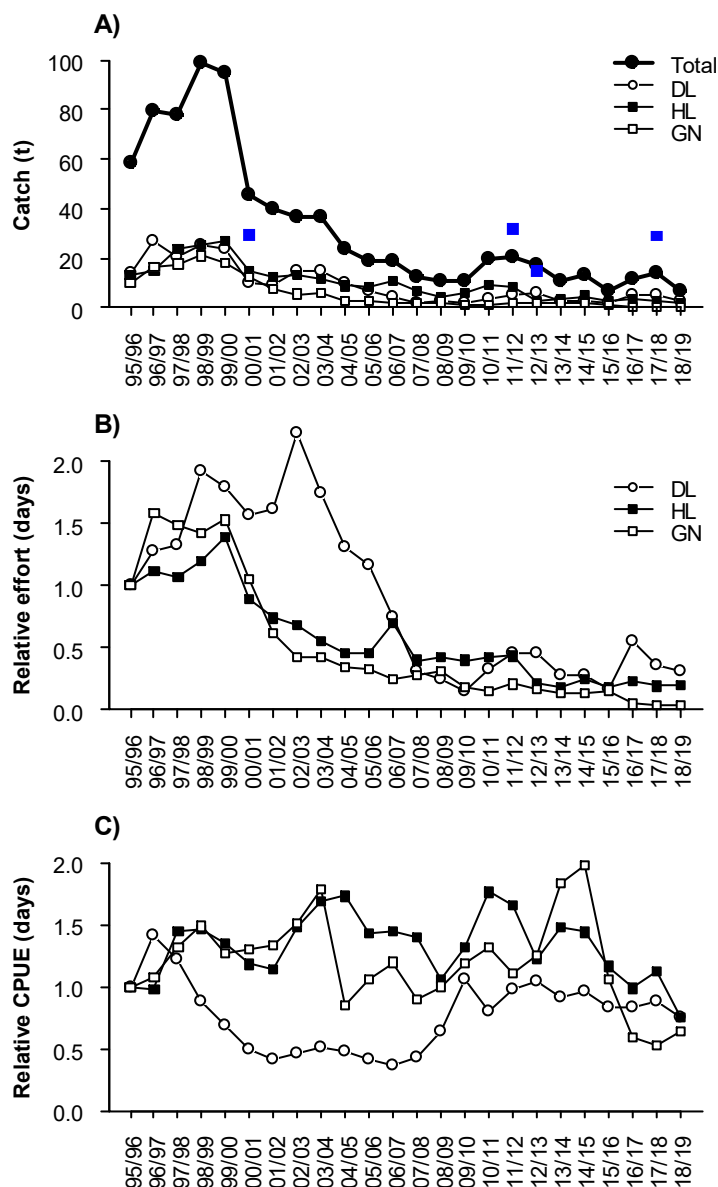 A)
Catch (t)
100
80
60
40
20
0
Total
DL
HL
GN
95/96 96/97 97/98 98/99 99/00 00/01 01/02 02/03 03/04 04/05 05/06 06/07 07/08 08/09 09/10 10/11 11/12 12/13 13/14 14/15 15/16 16/17 17/18 18/19
B)
Relative effort (days)
2.0
1.5
1.0
0.5
0.0
DL
HL
GN
95/96 96/97 97/98 98/99 99/00 00/01 01/02 02/03 03/04 04/05 05/06 06/07 07/08 08/09 09/10 10/11 11/12 12/13 13/14 14/15 15/16 16/17 17/18 18/19
C)
Relative CPUE (days)
2.0
1.5
1.0
0.5
0.0
95/96 96/97 97/98 98/99 99/00 00/01 01/02 02/03 03/04 04/05 05/06 06/07 07/08 08/09 09/10 10/11 11/12 12/13 13/14 14/15 15/16 16/17 17/18 18/19